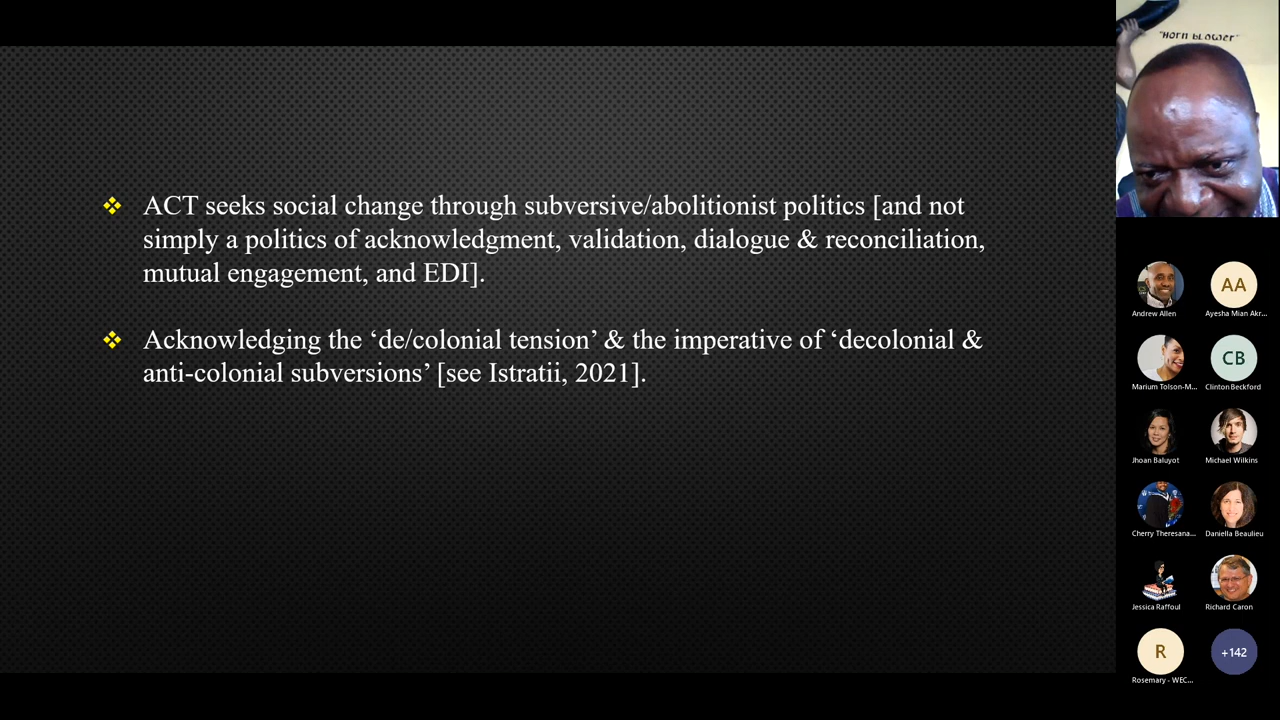 "Horn Blower"
❖ ACT seeks social change through subversive/abolitionist politics [and not
simply a politics of acknowledgment, validation, dialogue & reconciliation,
mutual engagement, and EDI].
❖ Acknowledging the ‘de/colonial tension’ & the imperative of ‘decolonial &
anti-colonial subversions’ [see Istratii, 2021].
AA
Andrew Allen
Ayesha Mian Akr...
CB
Marium Tolson-M...
Clinton Beckford
Jhoan Baluyot
Michael Wilkins
Cherry Theresana...
Daniella Beaulieu
Jessica Raffoul
Richard Caron
R
+142
Rosemary - WEC...